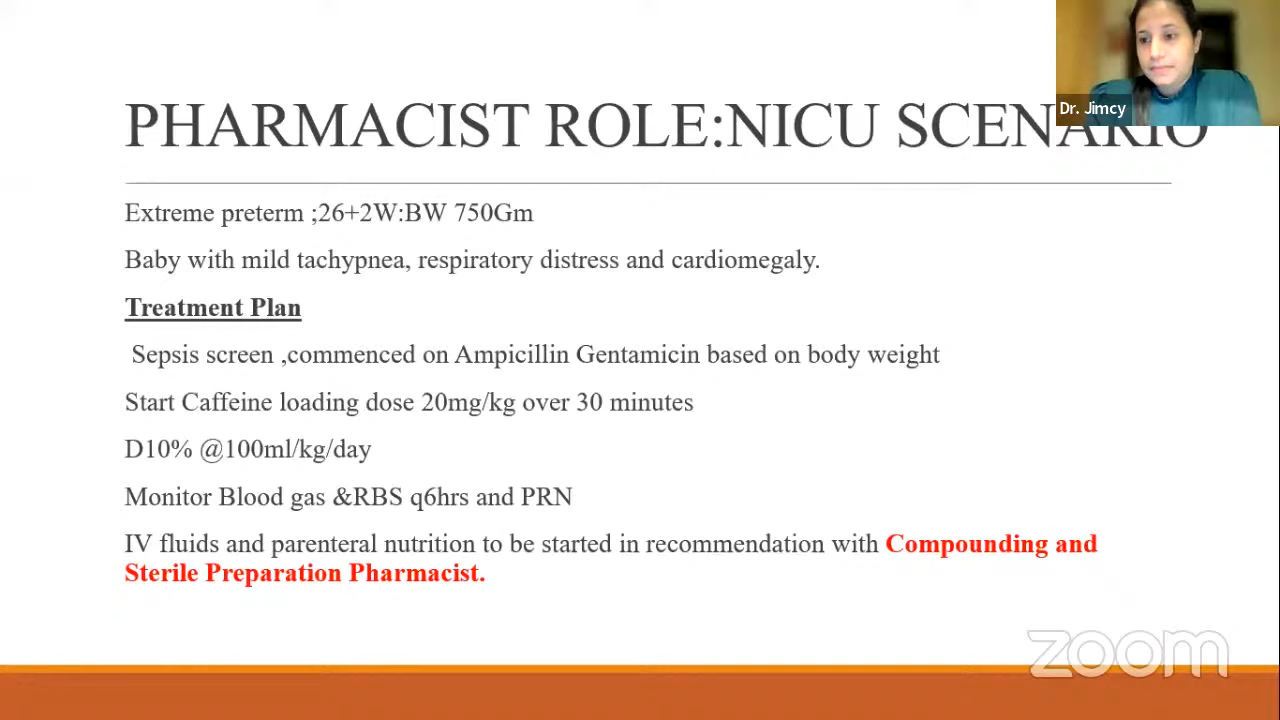 Dr. Jimcy
PHARMACIST ROLE:NICU SCENARIO
Extreme preterm ;26+2W:BW 750Gm
Baby with mild tachypnea, respiratory distress and cardiomegaly.
Treatment Plan
Sepsis screen ,commenced on Ampicillin Gentamicin based on body weight
Start Caffeine loading dose 20mg/kg over 30 minutes
D10% @100ml/kg/day
Monitor Blood gas &RBS q6hrs and PRN
IV fluids and parenteral nutrition to be started in recommendation with Compounding and
Sterile Preparation Pharmacist.
zoom